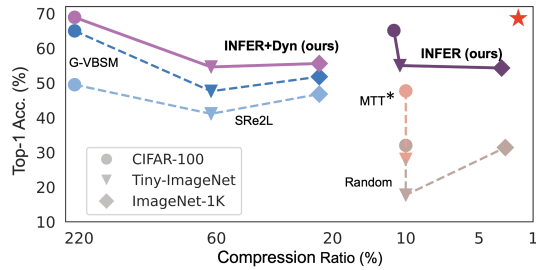 70
60
50
40
30
20
10
Top-1 Acc. (%)
INFER+Dyn (ours)
G-VBSM
SRe2L
INFER (ours)
MTT*
Random
CIFAR-100
Tiny-ImageNet
ImageNet-1K
220 60 20 10 5 1
Compression Ratio (%)